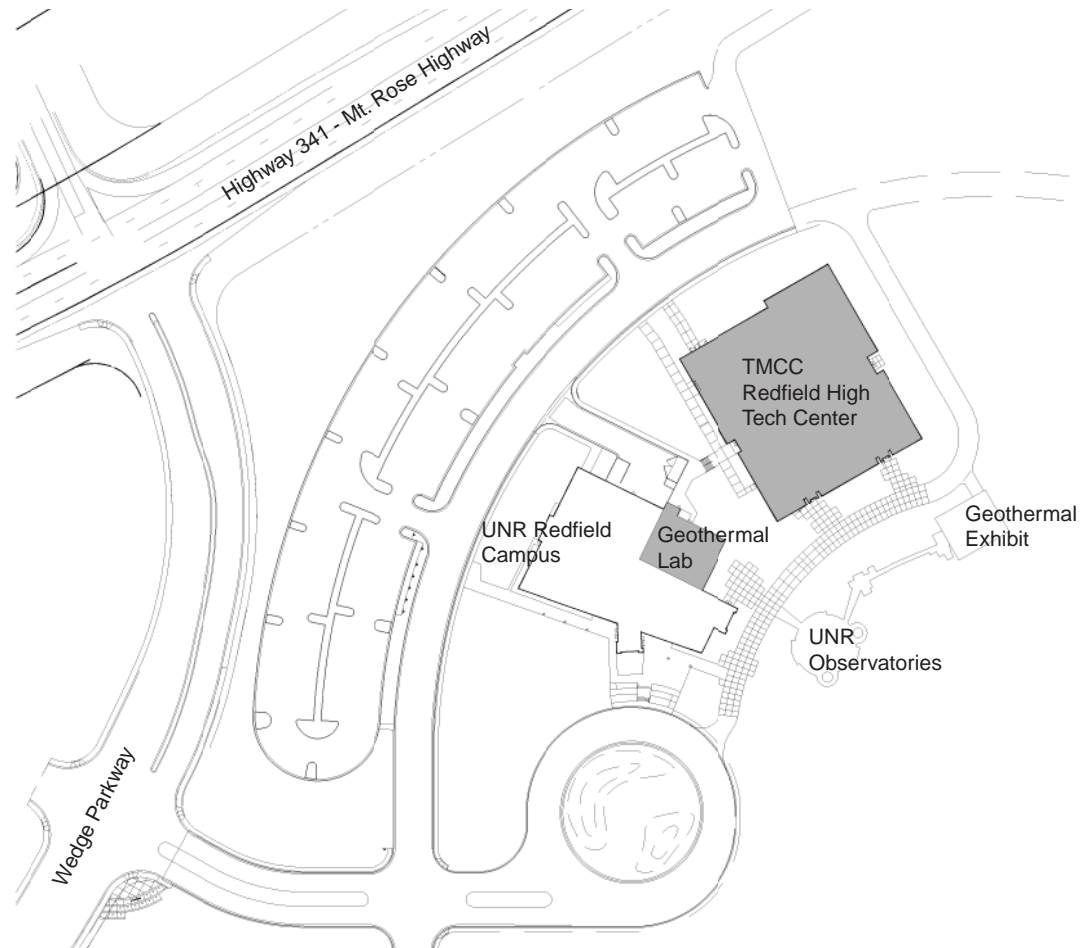 Highway 341 - Mt. Rose Highway
TMCC
Redfield High
Tech Center
UNR Redfield
Campus
Geothermal
Lab
Geothermal
Exhibit
UNR
Observatories
Wedge Parkway